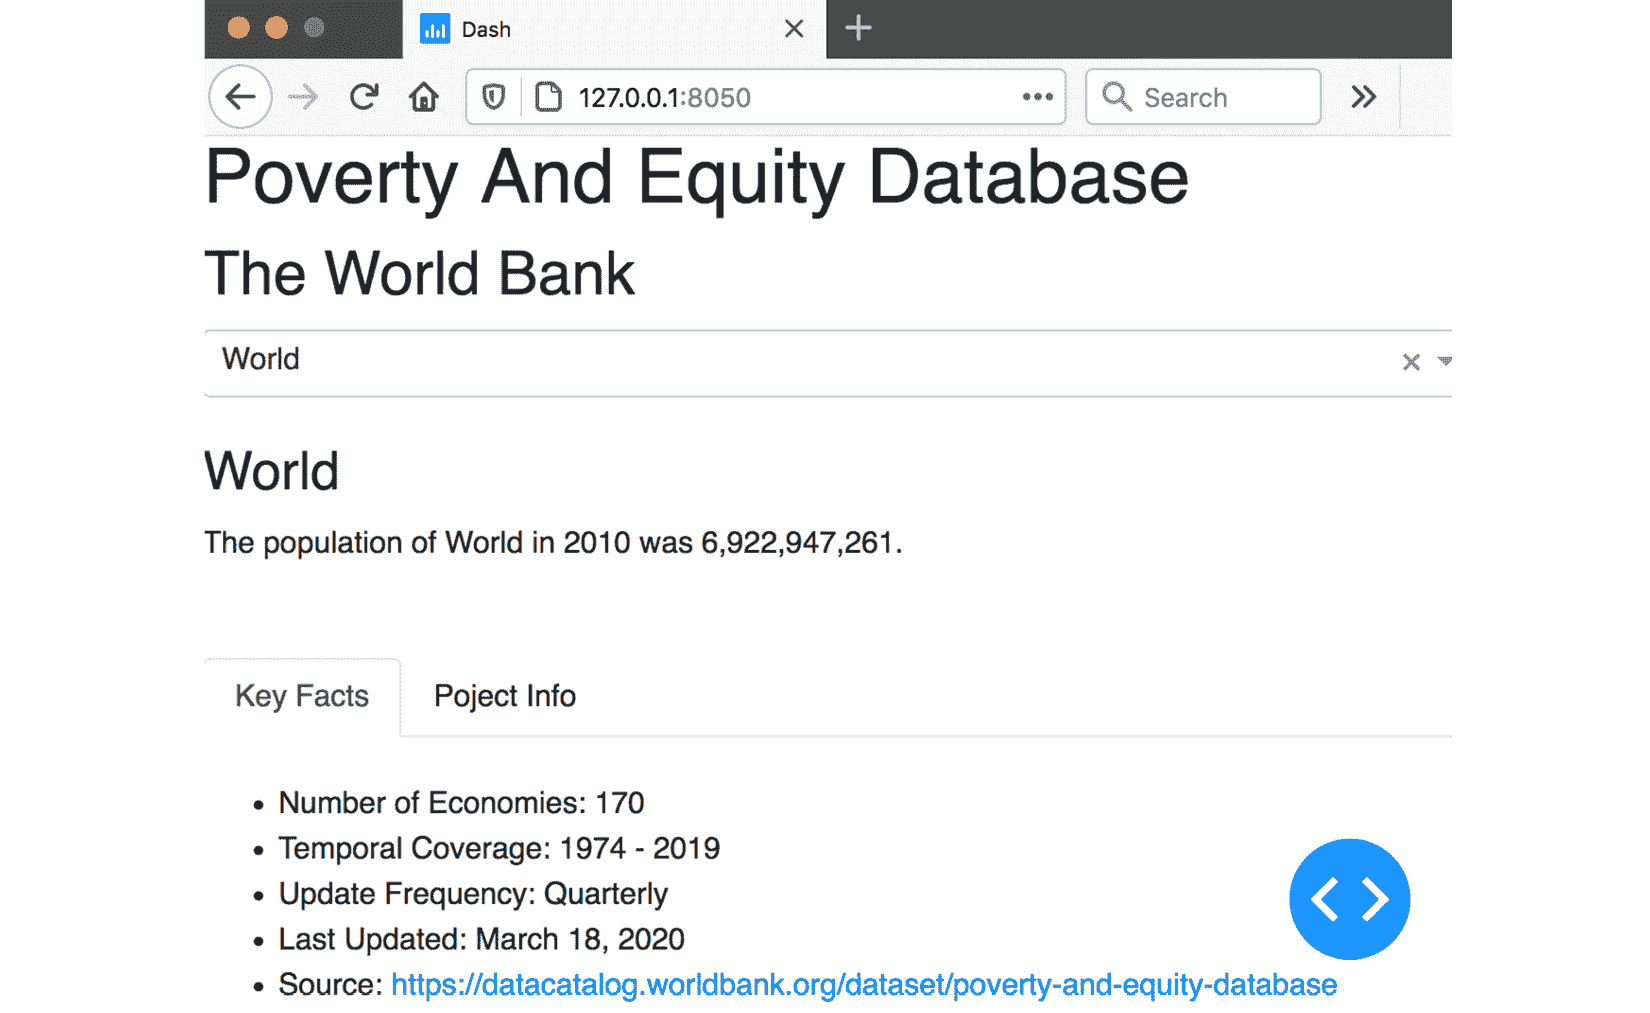 Dash
127.0.0.1:8050
Search
Poverty And Equity Database
The World Bank
World
World
The population of World in 2010 was 6,922,947,261.
Key Facts Poject Info
Number of Economies: 170
Temporal Coverage: 1974 - 2019
Update Frequency: Quarterly
Last Updated: March 18, 2020
Source: https://datacatalog.worldbank.org/dataset/poverty-and-equity-database